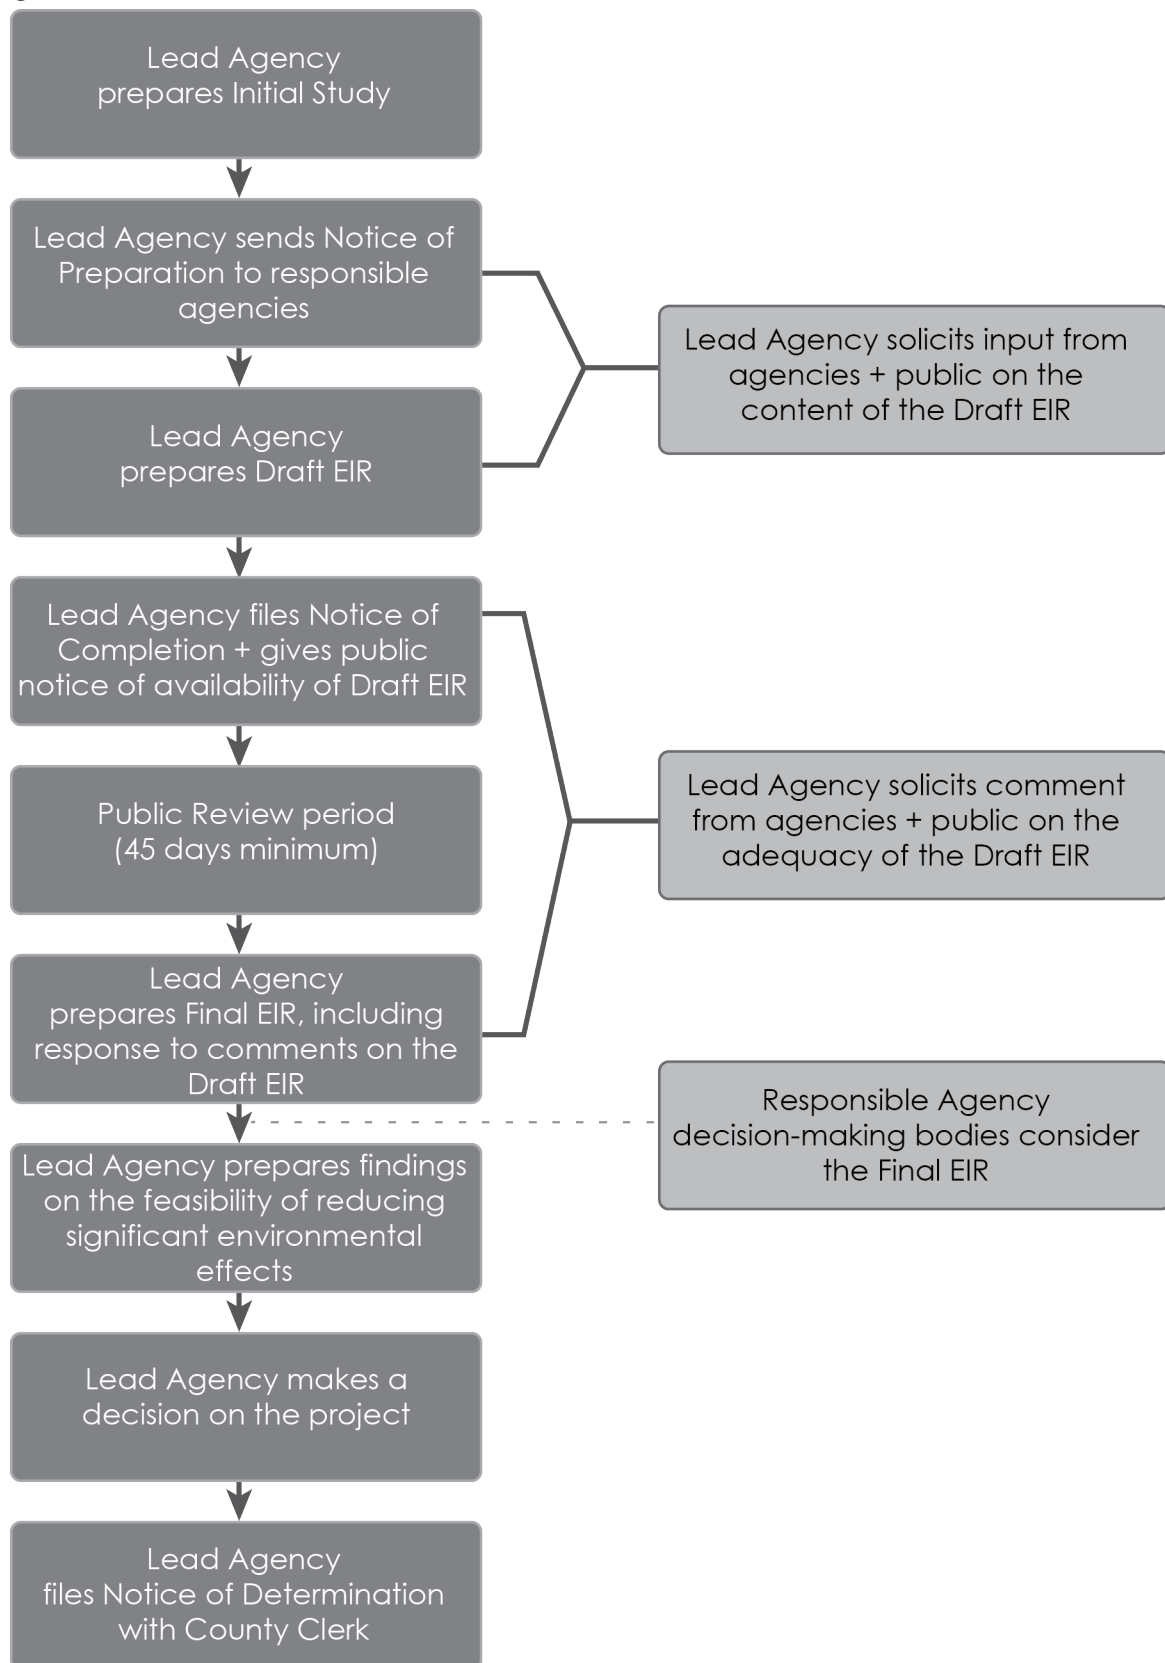 Lead Agency
prepares Initial Study
Lead Agency sends Notice of
Preparation to responsible
agencies
Lead Agency solicits input from
agencies + public on the
content of the Draft EIR
Lead Agency
prepares Draft EIR
Lead Agency files Notice of
Completion + gives public
notice of availability of Draft EIR
Public Review period
(45 days minimum)
Lead Agency solicits comment
from agencies + public on the
adequacy of the Draft EIR
Lead Agency
prepares Final EIR, including
response to comments on the
Draft EIR
Responsible Agency
decision-making bodies consider
the Final EIR
Lead Agency prepares findings
on the feasibility of reducing
significant environmental
effects
Lead Agency makes a
decision on the project
Lead Agency
files Notice of Determination
with County Clerk